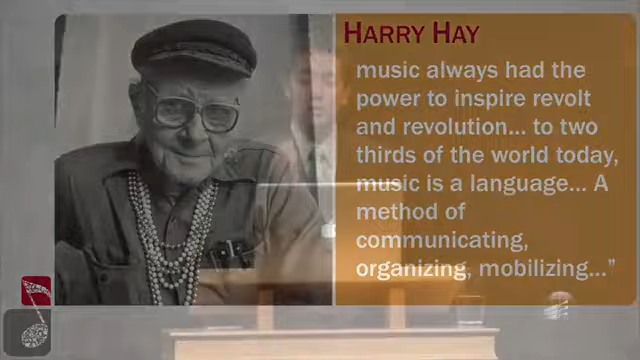 HARRY HAY
music always had the
power to inspire revolt
and revolution... to two
thirds of the world today,
music is a language... A
method of
communicating,
organizing, mobilizing..."